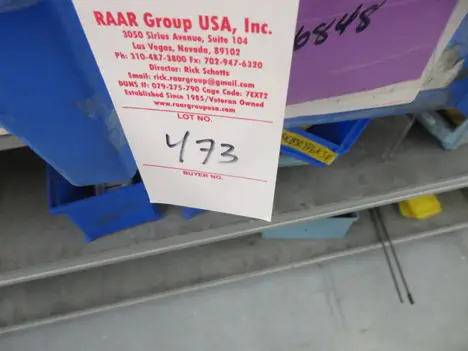 RAAR Group USA, Inc.
3050 Sirius Avenue, Suite 104
Las Vegas, Nevada, 89102
Ph: 310-487-3800 Fx: 702-947-6320
Director: Rick Schotts
Email: rick.raargroup@gmail.com
DUNS #: 079-275-790 Cage Code: 7EXT2
Established Since 1985/Veteran Owned
www.raargroupusa.com
LOT NO.
473
BUYER NO.
6848